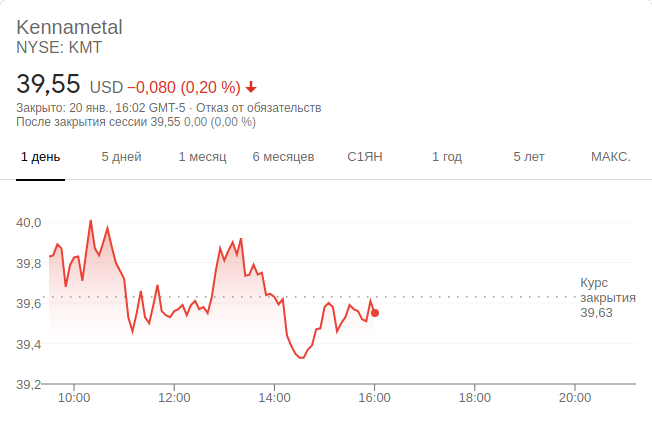 Kennametal
NYSE: KMT
39,55 USD −0,080 (0,20 %)
Закрыто: 20 янв., 16:02 GMT-5 · Отказ от обязательств
После закрытия сессии 39,55 0,00 (0,00 %)
1 день 5 дней 1 месяц 6 месяцев С1ЯН 1 год 5 лет МАКС.
40,0
39,8
Курс
закрытия
39,63
39,6
39,4
39,2
10:00 12:00 14:00 16:00 18:00 20:00